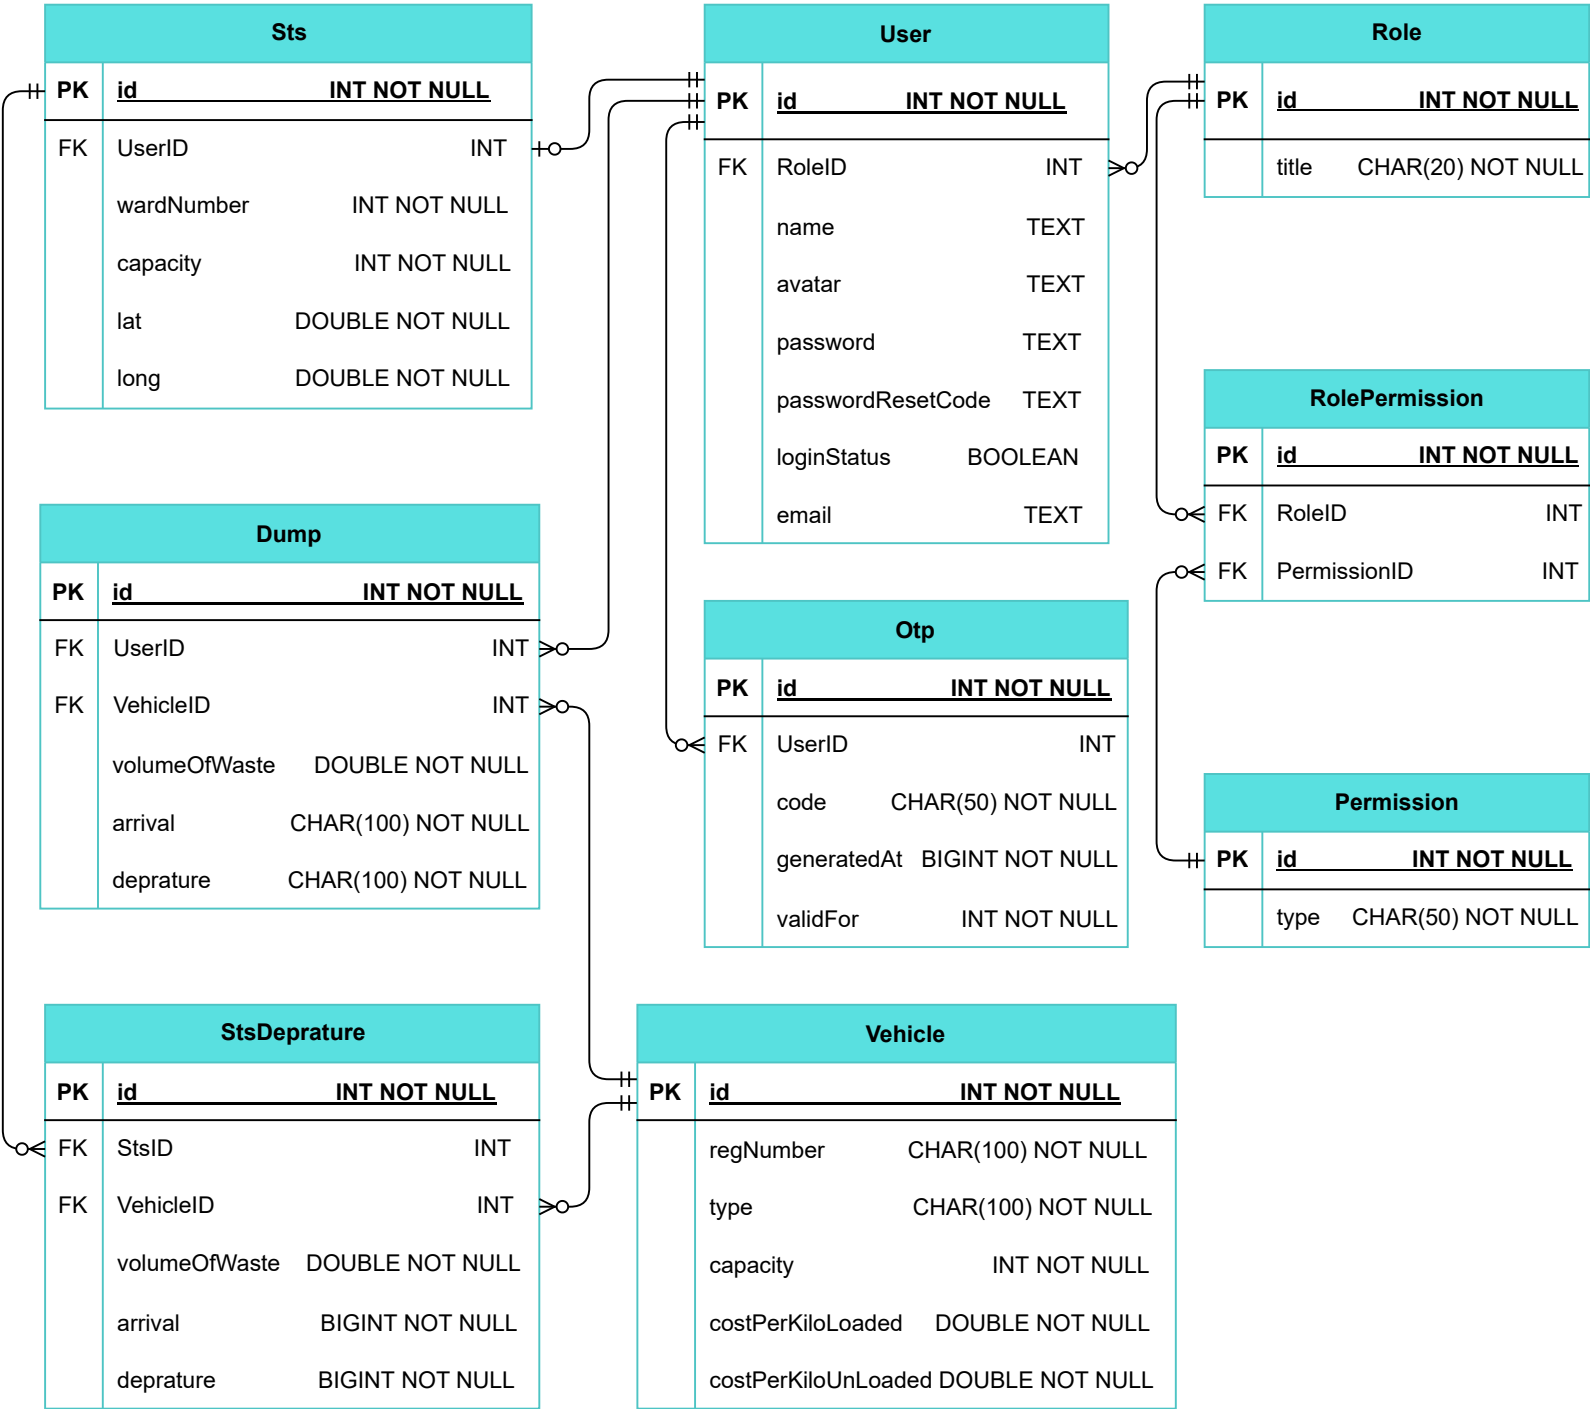 Sts
PK id INT NOT NULL
FK UserID INT
wardNumber INT NOT NULL
capacity INT NOT NULL
lat DOUBLE NOT NULL
long DOUBLE NOT NULL
User
PK id INT NOT NULL
FK RoleID INT
name TEXT
avatar TEXT
password TEXT
passwordResetCode TEXT
loginStatus BOOLEAN
email TEXT
Role
PK id INT NOT NULL
title CHAR(20) NOT NULL
RolePermission
PK id INT NOT NULL
FK RoleID INT
FK PermissionID INT
Dump
PK id INT NOT NULL
FK UserID INT
FK VehicleID INT
volumeOfWaste DOUBLE NOT NULL
arrival CHAR(100) NOT NULL
deprature CHAR(100) NOT NULL
Otp
PK id INT NOT NULL
FK UserID INT
code CHAR(50) NOT NULL
generatedAt BIGINT NOT NULL
validFor INT NOT NULL
Permission
PK id INT NOT NULL
type CHAR(50) NOT NULL
StsDeprature
PK id INT NOT NULL
FK StsID INT
FK VehicleID INT
volumeOfWaste DOUBLE NOT NULL
arrival BIGINT NOT NULL
deprature BIGINT NOT NULL
Vehicle
PK id INT NOT NULL
regNumber CHAR(100) NOT NULL
type CHAR(100) NOT NULL
capacity INT NOT NULL
costPerKiloLoaded DOUBLE NOT NULL
costPerKiloUnLoaded DOUBLE NOT NULL